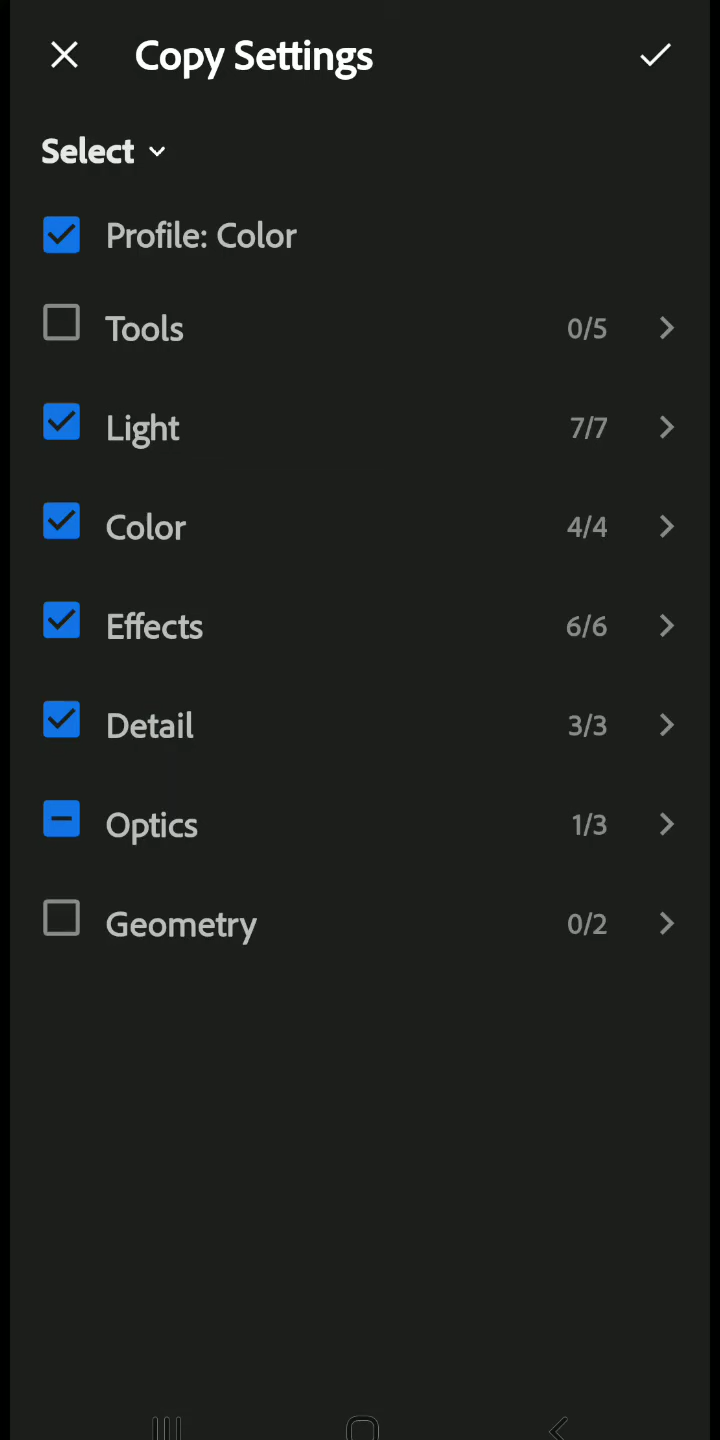 Copy Settings
Select
Profile: Color
Tools 0/5
Light 7/7
Color 4/4
Effects 6/6
Detail 3/3
Optics 1/3
Geometry 0/2